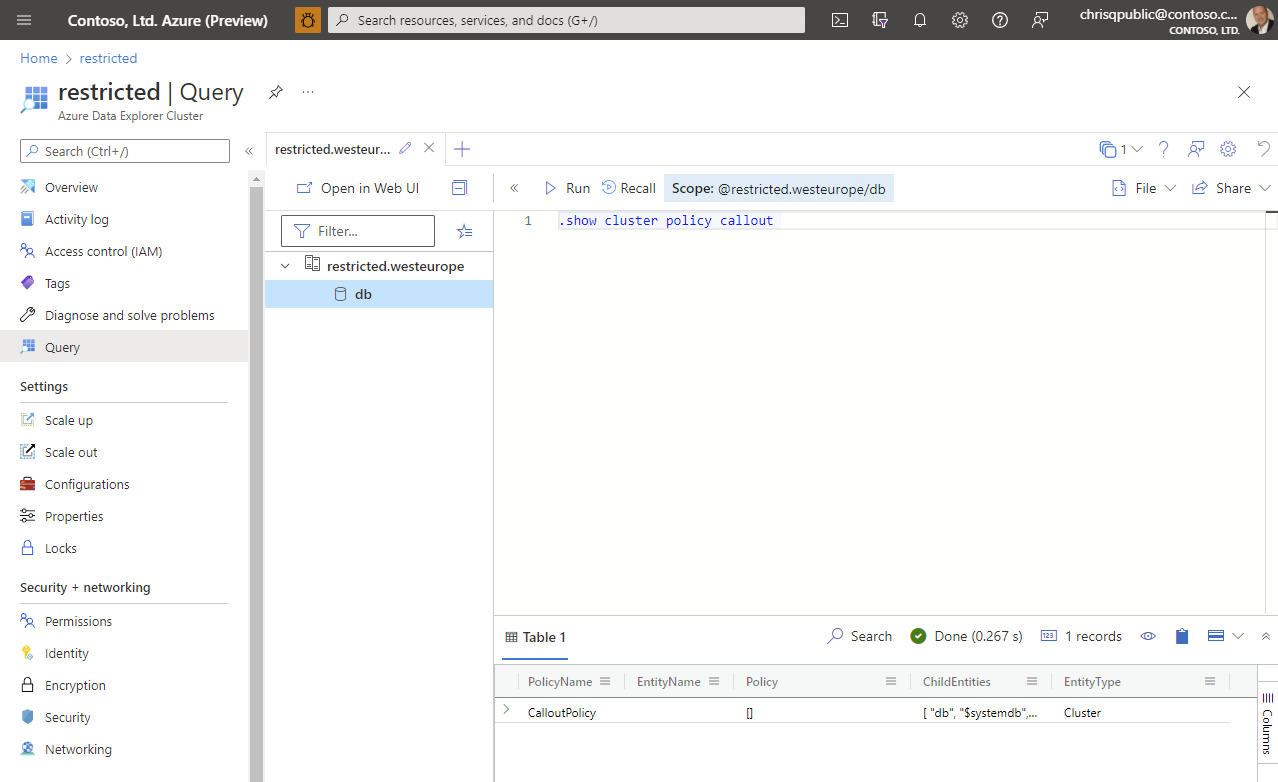 Contoso, Ltd. Azure (Preview)
Search resources, services, and docs (G+/)
chrisqpublic@contoso.c...
CONTOSO, LTD.
Home > restricted
restricted | Query
Azure Data Explorer Cluster
Search (Ctrl+/)
Overview
Activity log
Access control (IAM)
Tags
Diagnose and solve problems
Query
Settings
Scale up
Scale out
Configurations
Properties
Locks
Security + networking
Permissions
Identity
Encryption
Security
Networking
restricted.westeur...
1
Open in Web UI
Run Recall Scope: @restricted.westeurope/db
File Share
Filter...
restricted.westeurope
db
1 .show cluster policy callout
Table 1
Search Done (0.267 s) 123 1 records
PolicyName EntityName Policy ChildEntities EntityType
CalloutPolicy [] [ "db", "$systemdb",... Cluster
Columns